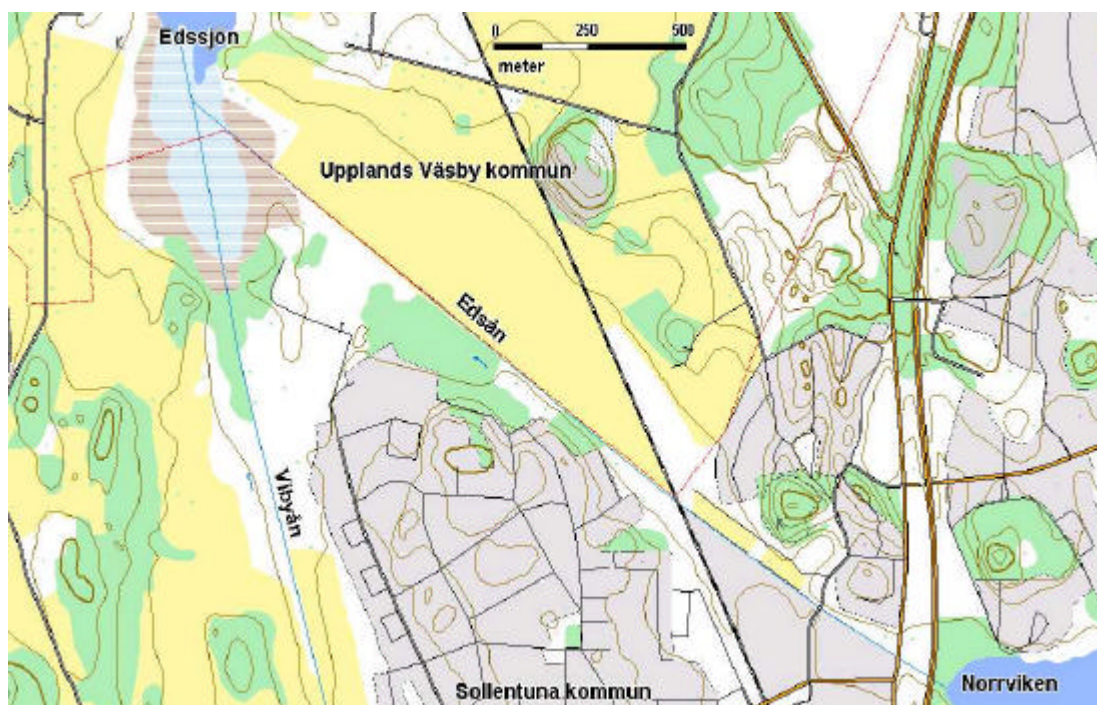 Edssjön
0 250 500
meter
Upplands Väsby kommun
Edsån
Vibyån
Sollentuna kommun
Norrviken